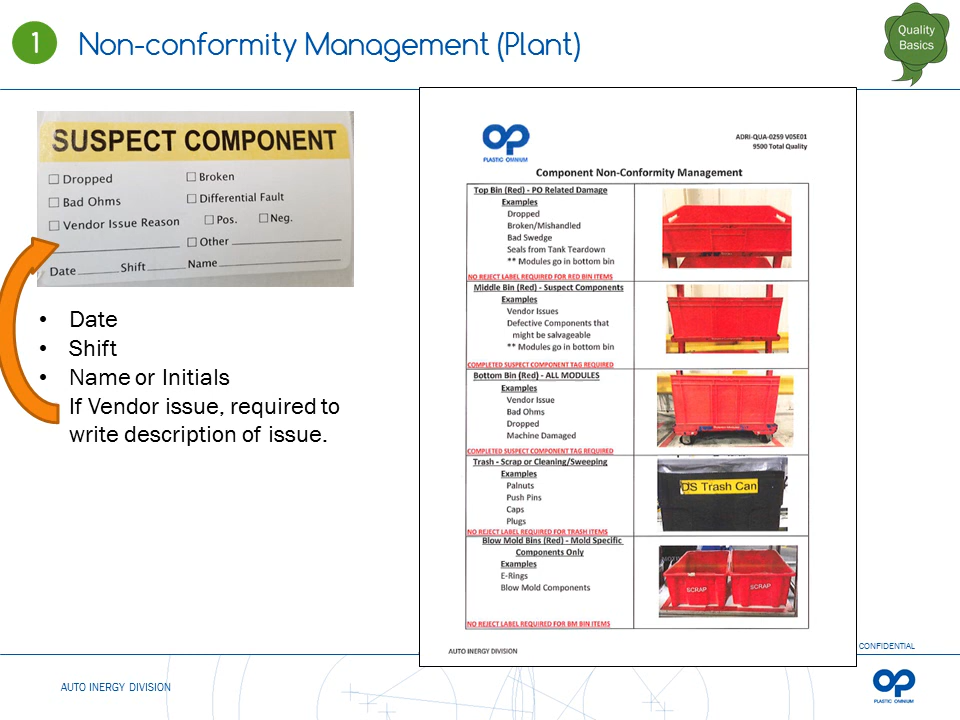 1
Non-conformity Management (Plant)
Quality
Basics
SUSPECT COMPONENT
☐ Dropped
☐ Broken
☐ Bad Ohms
☐ Differential Fault
☐ Vendor Issue Reason
☐ Pos. ☐ Neg.
☐ Other
Date Shift Name
• Date
• Shift
• Name or Initials
If Vendor issue, required to
write description of issue.
OP
PLASTIC OMNIUM
ADRI-QUA-0259 V05E01
9500 Total Quality
Component Non-Conformity Management
Top Bin (Red) - PO Related Damage
Examples
Dropped
Broken/Mishandled
Bad Swedge
Seals from Tank Teardown
** Modules go in bottom bin
NO REJECT LABEL REQUIRED FOR RED BIN ITEMS
Middle Bin (Red) - Suspect Components
Examples
Vendor Issues
Defective Components that
might be salvageable
** Modules go in bottom bin
COMPLETED SUSPECT COMPONENT TAG REQUIRED
Bottom Bin (Red) - ALL MODULES
Examples
Vendor Issue
Bad Ohms
Dropped
Machine Damaged
COMPLETED SUSPECT COMPONENT TAG REQUIRED
Trash - Scrap or Cleaning/Sweeping
Examples
Palnuts
Push Pins
Caps
Plugs
NO REJECT LABEL REQUIRED FOR TRASH ITEMS
DS Trash Can
Blow Mold Bins (Red) - Mold Specific
Components Only
Examples
E-Rings
Blow Mold Components
NO REJECT LABEL REQUIRED FOR BM BIN ITEMS
SCRAP
SCRAP
AUTO INERGY DIVISION
CONFIDENTIAL
AUTO INERGY DIVISION
OP
PLASTIC OMNIUM